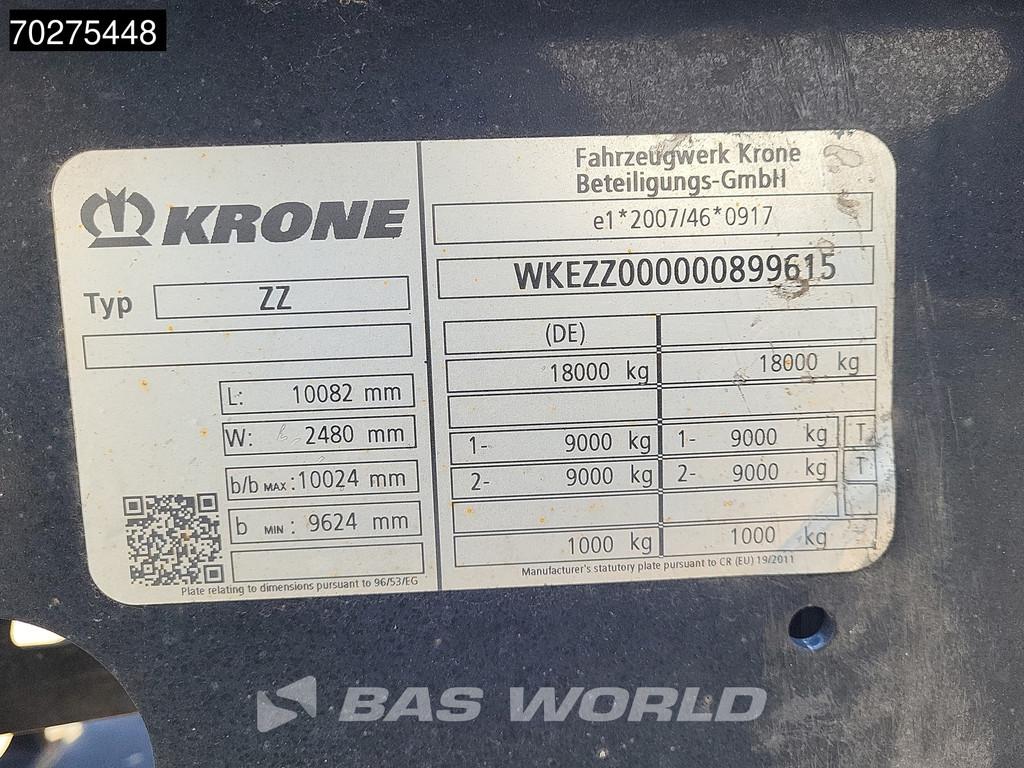 70275448
KRONE
Typ ZZ
L: 10082 mm
W: 2480 mm
b/b MAX: 10024 mm
b MIN: 9624 mm
Plate relating to dimensions pursuant to 96/53/EG
Fahrzeugwerk Krone
Beteiligungs-GmbH
e1*2007/46*0917
WKEZZ000000899615
(DE)
18000 kg 18000 kg
1- 9000 kg 1- 9000 kg T
2- 9000 kg 2- 9000 kg T
1000 kg 1000 kg
Manufacturer's statutory plate pursuant to CR (EU) 19/2011
BAS WORLD